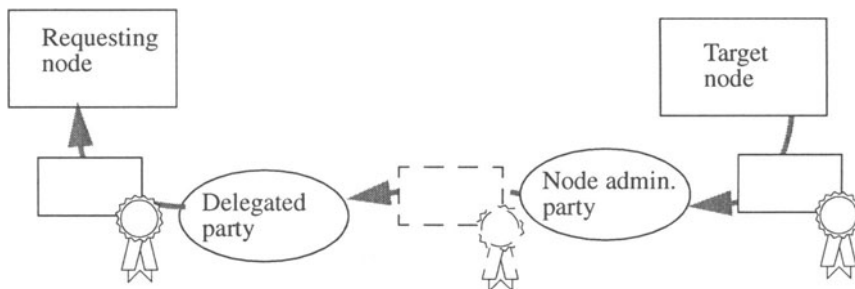 Requesting
node
Target
node
Delegated
party
Node admin.
party